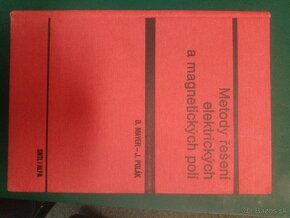 D. MAYER – J. POLÁK
Metody řešení
elektrických
a magnetických polí
SNTL/ALFA